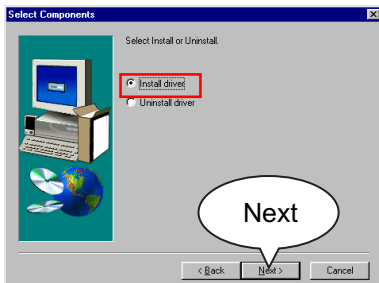 Select Components
Select Install or Uninstall.
Install driver
Uninstall driver
Next
< Back
Next >
Cancel